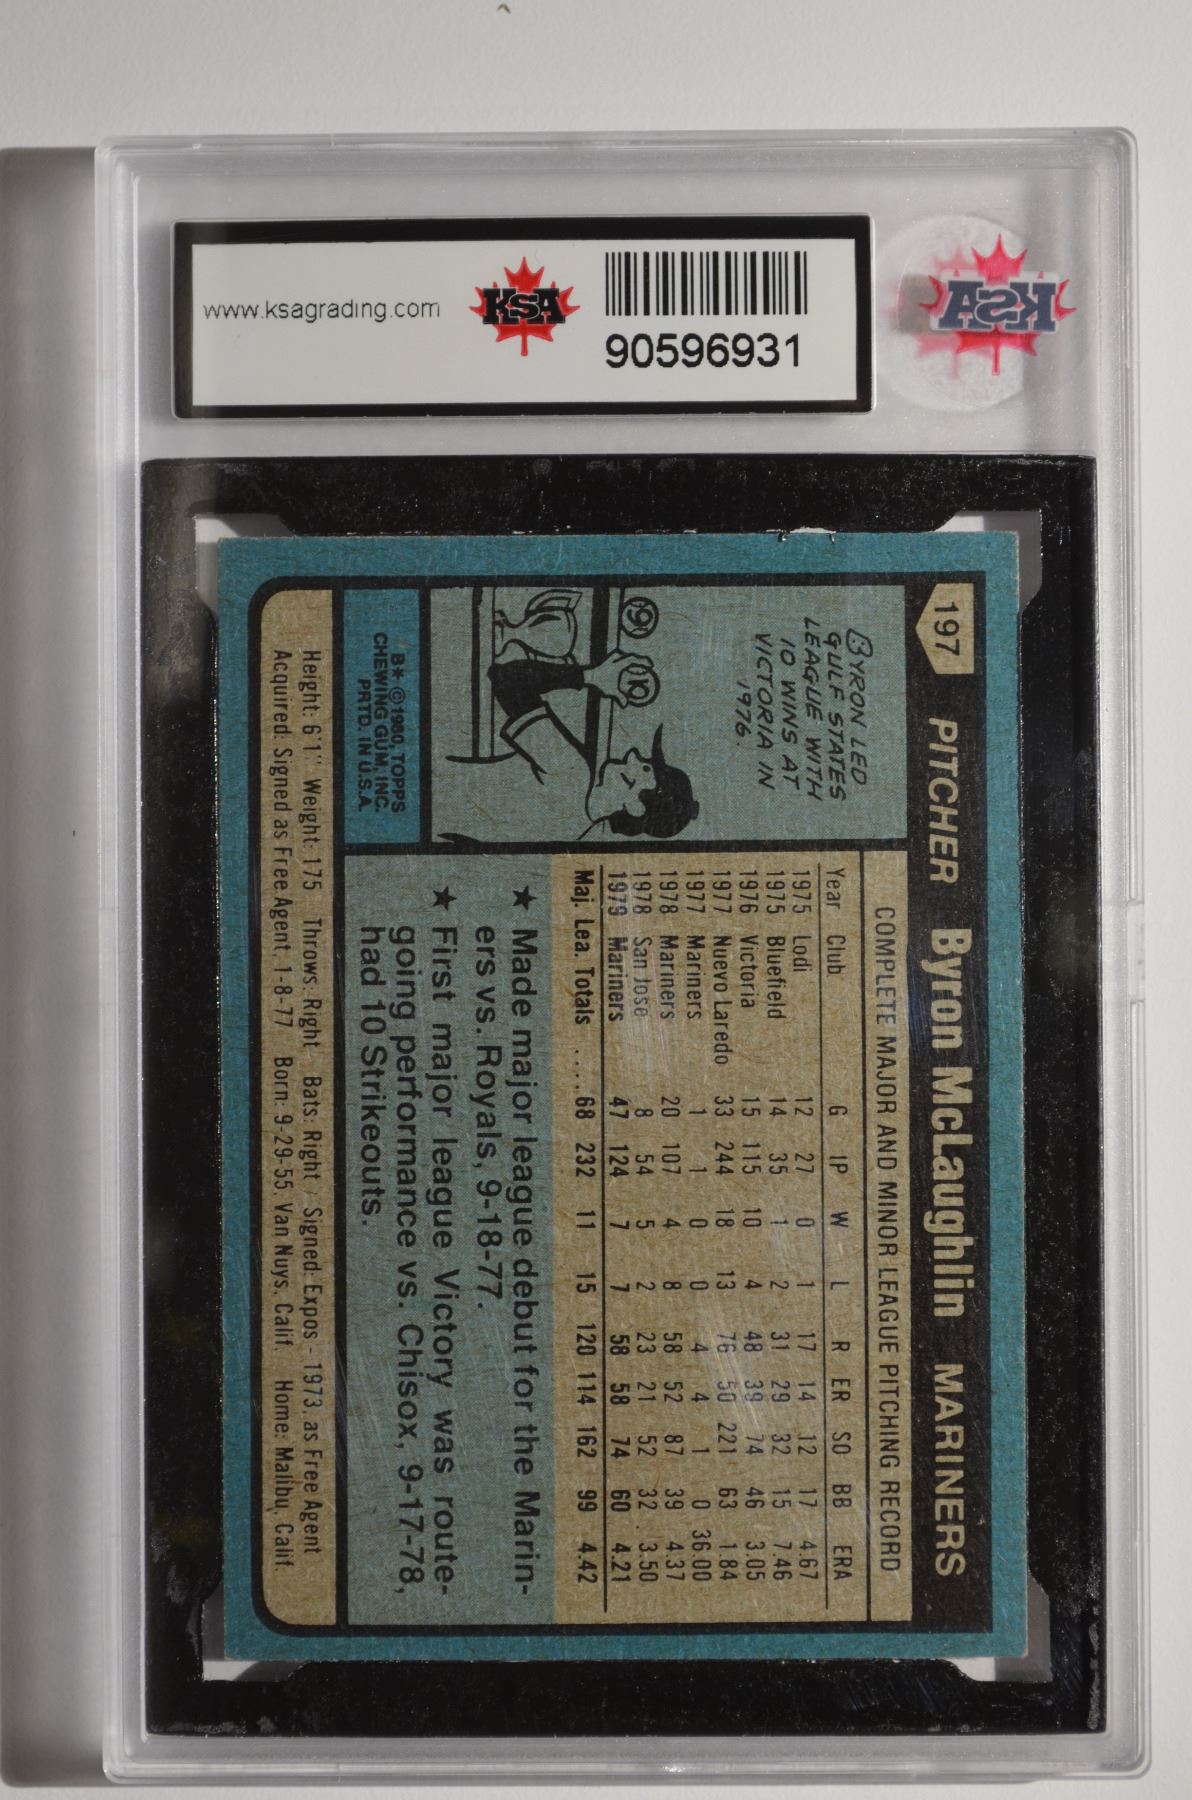 www.ksagrading.com
KSA
90596931
KSA
197 PITCHER Byron McLaughlin MARINERS
COMPLETE MAJOR AND MINOR LEAGUE PITCHING RECORD
Year Club G IP W L R ER SO BB ERA
1975 Lodi 12 27 0 1 17 14 12 17 4.67
1975 Bluefield 14 35 1 2 31 29 32 15 7.46
1976 Victoria 15 115 10 4 48 39 74 46 3.05
1977 Nuevo Laredo 33 244 18 13 76 50 221 63 1.84
1977 Mariners 1 1 0 0 4 4 1 0 36.00
1978 Mariners 20 107 4 8 58 52 87 39 4.37
1978 San Jose 8 54 5 2 23 21 52 32 3.50
1979 Mariners 47 124 7 7 58 58 74 60 4.21
Maj. Lea. Totals ....68 232 11 15 120 114 162 99 4.42
BYRON LED
GULF STATES
LEAGUE WITH
10 WINS AT
VICTORIA IN
1976.
9
10
★ Made major league debut for the Marin-
ers vs. Royals, 9-18-77.
★ First major league Victory was route-
going performance vs. Chisox, 9-17-78,
had 10 Strikeouts.
B* ©1980, TOPPS
CHEWING GUM, INC.
PRTD. IN U.S.A.
Height: 6'1" Weight: 175 Throws: Right Bats: Right Signed: Expos - 1973, as Free Agent
Acquired: Signed as Free Agent, 1-8-77 Born: 9-29-55, Van Nuys, Calif. Home: Malibu, Calif.